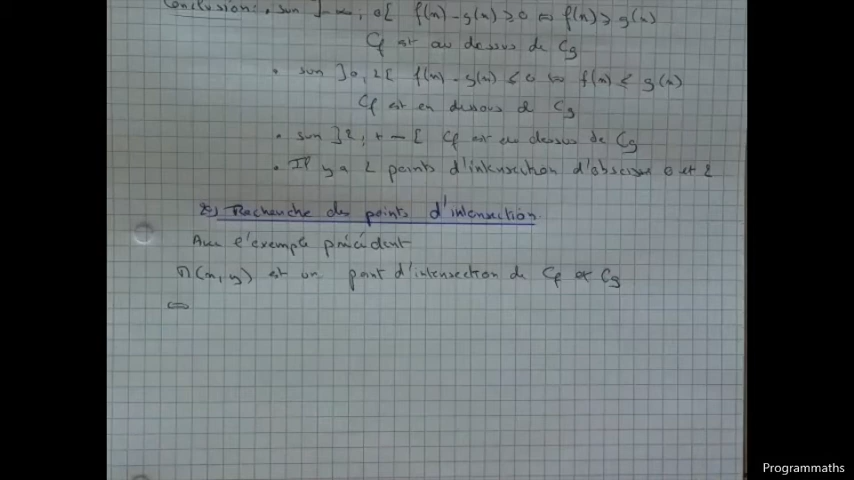 Conclusion: • sur ]-∞, 0[ f(x)-g(x) ≥ 0 ⇔ f(x) ≥ g(x)
Cf est au dessus de Cg
• sur ]0, 2[ f(x)-g(x) ≤ 0 ⇔ f(x) ≤ g(x)
Cf est en dessous de Cg
• sur ]2, +∞[ Cf est au dessus de Cg
• Il y a 2 points d'intersection d'abscisses 0 et 2
2) Recherche des points d'intersection.
Avec l'exemple précédent
M(x, y) est un point d'intersection de Cf et Cg
⇔
Programmaths